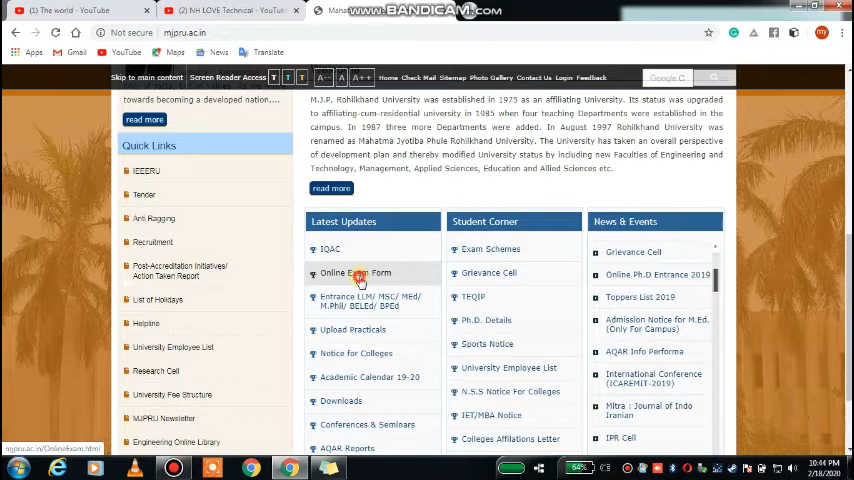 (1) The world - YouTube
(2) NH LOVE Technical - YouTube
Maha
WWW.BANDICAM.COM
Not secure
mjpru.ac.in
my
Apps
Gmail
YouTube
Maps
News
Translate
Skip to main content
Screen Reader Access
T
T
T
A--
A
A++
Home
Check Mail
Sitemap
Photo Gallery
Contact Us
Login
Feedback
Google C
towards becoming a developed nation....
read more
Quick Links
IEEERU
Tender
Anti Ragging
Recruitment
Post-Accreditation Initiatives/
Action Taken Report
List of Holidays
Helpline
University Employee List
Research Cell
University Fee Structure
MJPRU Newsletter
Engineering Online Library
M.J.P. Rohilkhand University was established in 1975 as an affiliating University. Its status was upgraded
to affiliating-cum-residential university in 1985 when four teaching Departments were established in the
campus. In 1987 three more Departments were added. In August 1997 Rohilkhand University was
renamed as Mahatma Jyotiba Phule Rohilkhand University. The University has taken an overall perspective
of development plan and thereby modified University status by including new Faculties of Engineering and
Technology, Management, Applied Sciences, Education and Allied Sciences etc.
read more
Latest Updates
IQAC
Online Exam Form
Entrance LLM/ MSC/ MEd/
M.Phil/ BELEd/ BPEd
Upload Practicals
Notice for Colleges
Academic Calendar 19-20
Downloads
Conferences & Seminars
AQAR Reports
Student Corner
Exam Schemes
Grievance Cell
TEQIP
Ph.D. Details
Sports Notice
University Employee List
N.S.S Notice For Colleges
IET/MBA Notice
Colleges Affilations Letter
News & Events
Grievance Cell
Online Ph.D Entrance 2019
Toppers List 2019
Admission Notice for M.Ed.
(Only For Campus)
AQAR Info Performa
International Conference
(ICAREMIT-2019)
Mitra : Journal of Indo
Iranian
IPR Cell
mjpru.ac.in/OnlineExam.html
64%
10:44 PM
2/18/2020